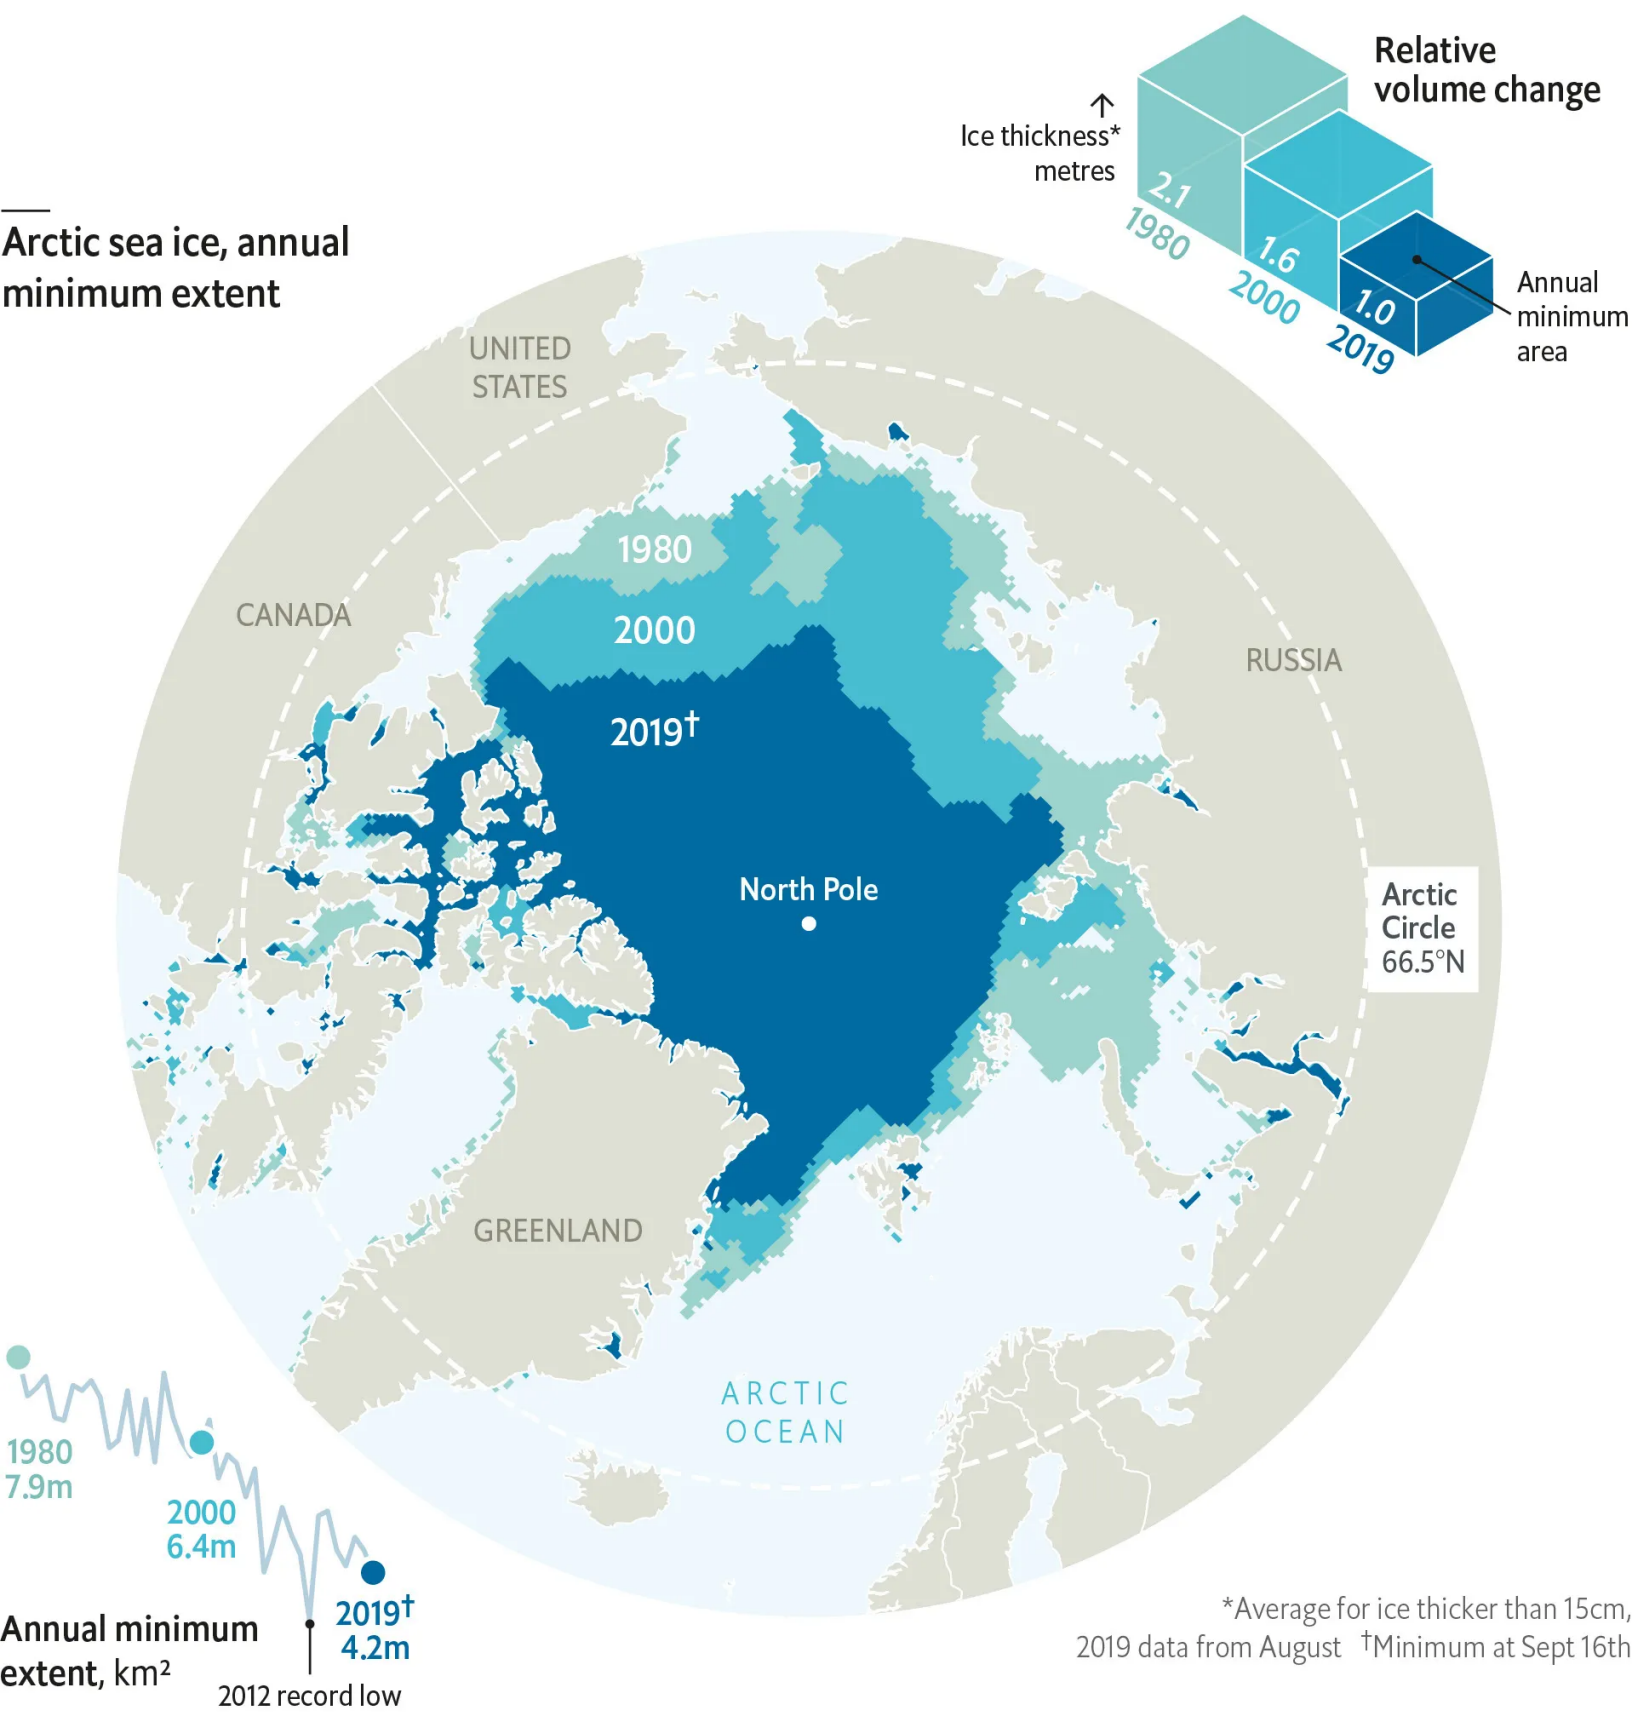 Relative
volume change
Ice thickness*
metres
2.1
1980
1.6
2000
1.0
2019
Annual
minimum
area
Arctic sea ice, annual
minimum extent
UNITED
STATES
CANADA
RUSSIA
1980
2000
2019†
North Pole
Arctic
Circle
66.5°N
GREENLAND
ARCTIC
OCEAN
1980
7.9m
2000
6.4m
2019†
4.2m
Annual minimum
extent, km²
2012 record low
*Average for ice thicker than 15cm,
2019 data from August †Minimum at Sept 16th